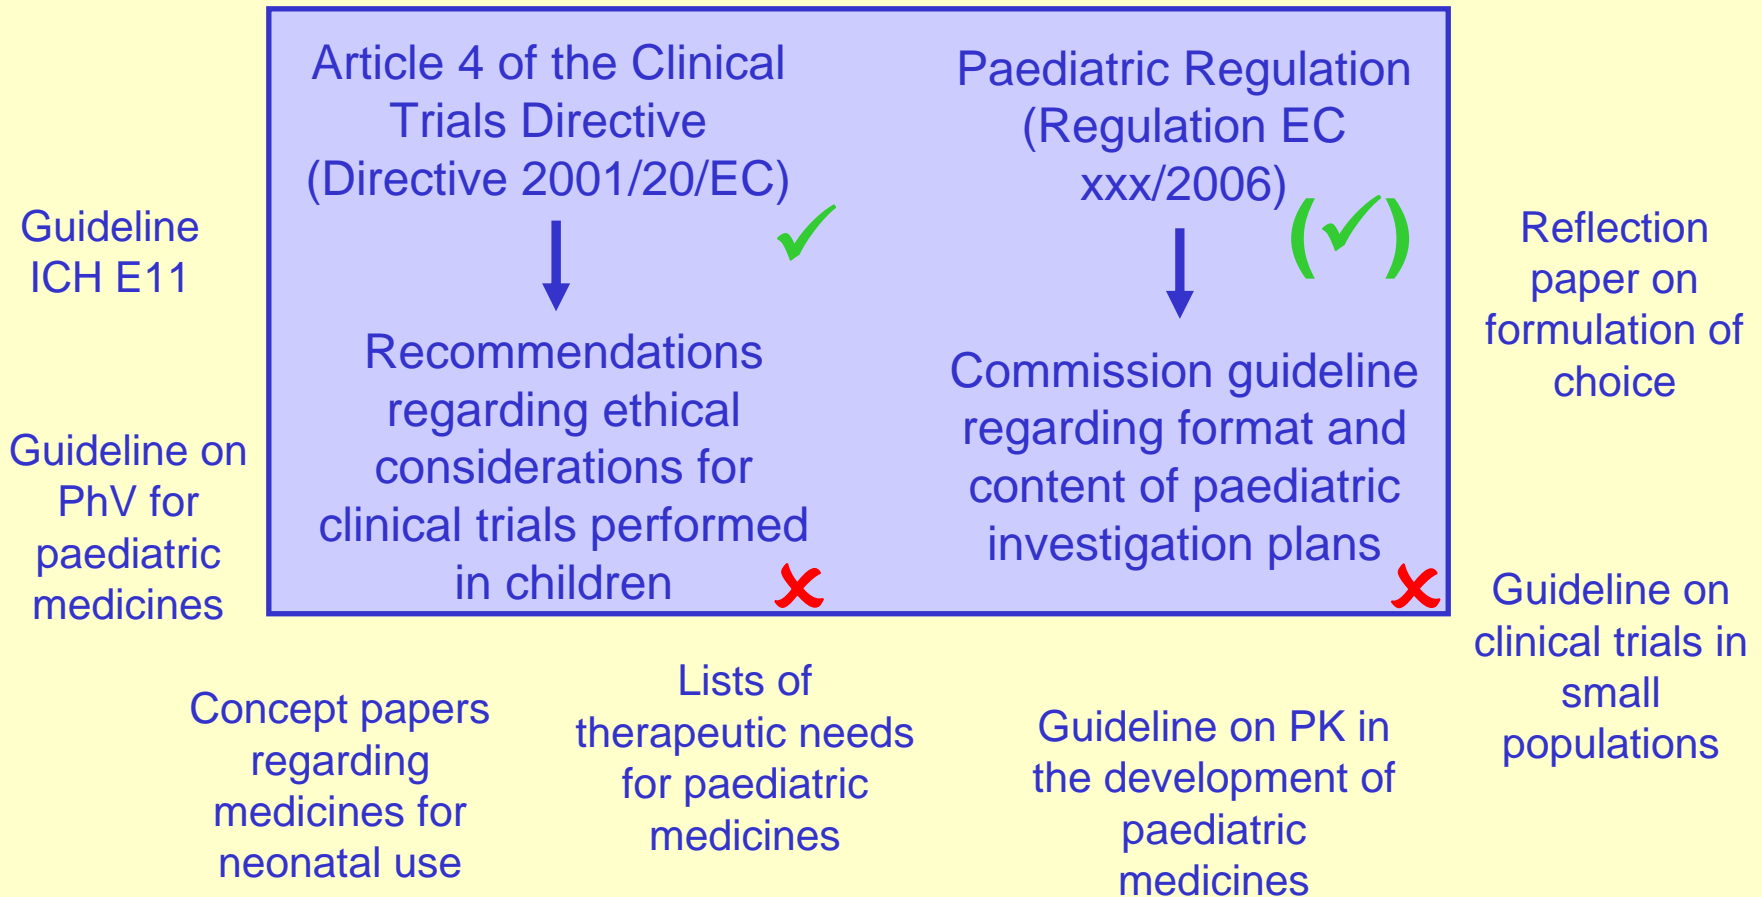 Article 4 of the Clinical
Trials Directive
(Directive 2001/20/EC)
Paediatric Regulation
(Regulation EC
xxx/2006)
(✓)
✓
Recommendations
regarding ethical
considerations for
clinical trials performed
in children
✘
Commission guideline
regarding format and
content of paediatric
investigation plans
✘
Guideline
ICH E11
Guideline on
PhV for
paediatric
medicines
Concept papers
regarding
medicines for
neonatal use
Lists of
therapeutic needs
for paediatric
medicines
Guideline on PK in
the development of
paediatric
medicines
Reflection
paper on
formulation of
choice
Guideline on
clinical trials in
small
populations